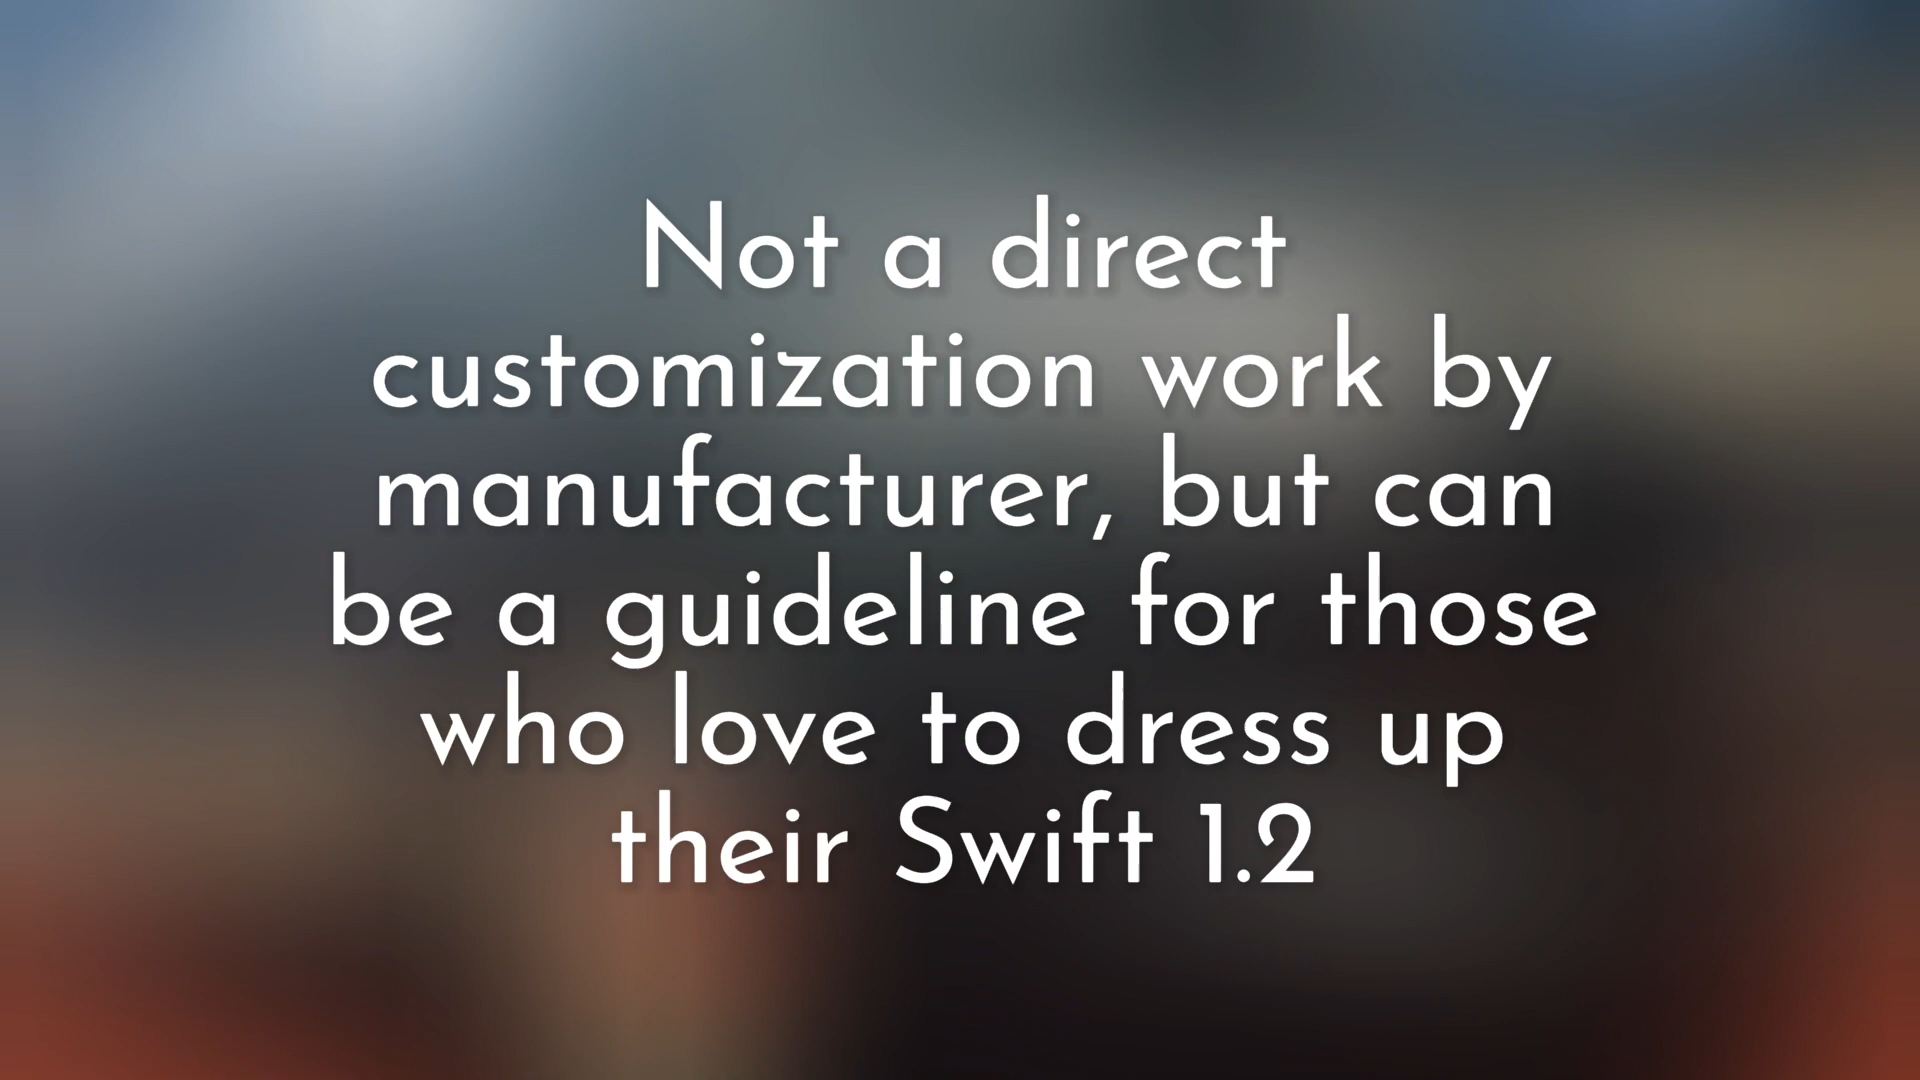 Not a direct
customization work by
manufacturer, but can
be a guideline for those
who love to dress up
their Swift 1.2